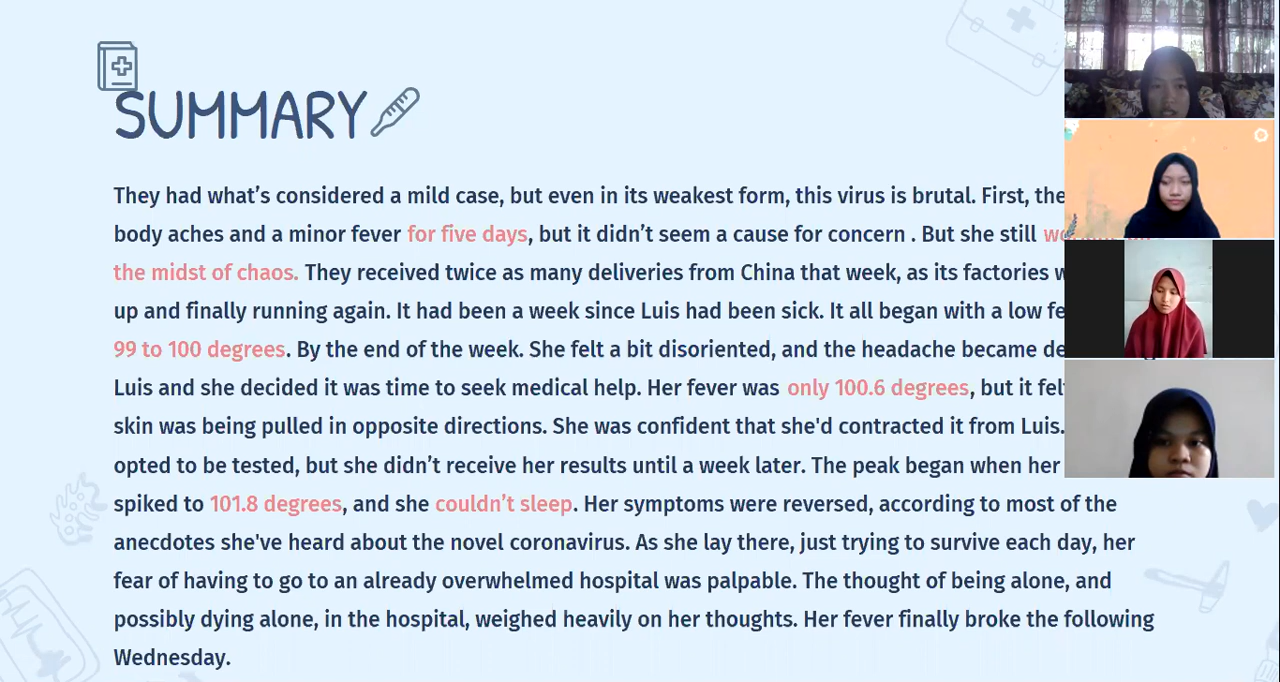 SUMMARY
They had what’s considered a mild case, but even in its weakest form, this virus is brutal. First, the
body aches and a minor fever for five days, but it didn’t seem a cause for concern . But she still
the midst of chaos. They received twice as many deliveries from China that week, as its factories
up and finally running again. It had been a week since Luis had been sick. It all began with a low
99 to 100 degrees. By the end of the week. She felt a bit disoriented, and the headache became
Luis and she decided it was time to seek medical help. Her fever was only 100.6 degrees, but it
skin was being pulled in opposite directions. She was confident that she'd contracted it from Luis.
opted to be tested, but she didn’t receive her results until a week later. The peak began when her
spiked to 101.8 degrees, and she couldn’t sleep. Her symptoms were reversed, according to most of the
anecdotes she've heard about the novel coronavirus. As she lay there, just trying to survive each day, her
fear of having to go to an already overwhelmed hospital was palpable. The thought of being alone, and
possibly dying alone, in the hospital, weighed heavily on her thoughts. Her fever finally broke the following
Wednesday.